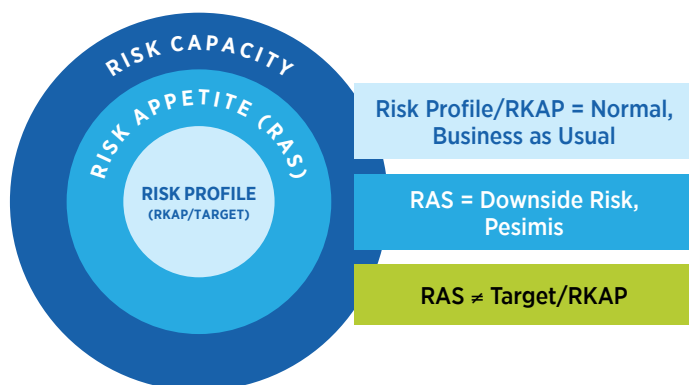 RISK CAPACITY
RISK APPETITE (RAS)
RISK PROFILE
(RKAP/TARGET)
Risk Profile/RKAP = Normal,
Business as Usual
RAS = Downside Risk,
Pesimis
RAS ≠ Target/RKAP